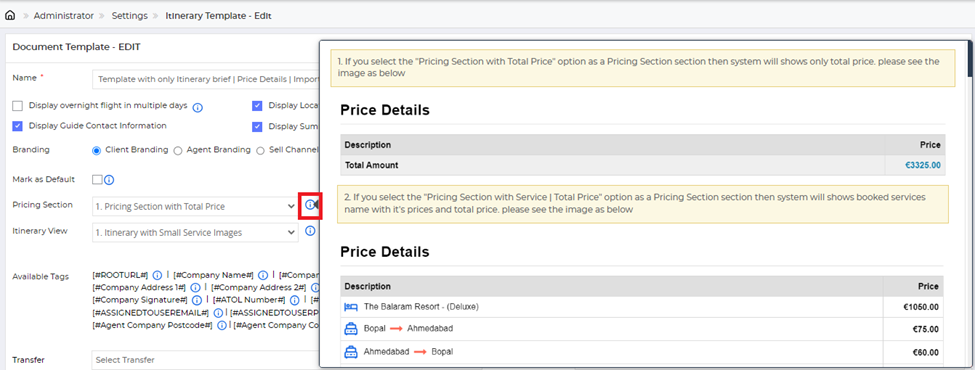 Administrator Settings Itinerary Template - Edit
Document Template - EDIT
Name * Template with only Itinerary brief | Price Details | Impor
Display overnight flight in multiple days Display Loca
Display Guide Contact Information Display Sum
Branding Client Branding Agent Branding Sell Channel
Mark as Default
Pricing Section 1. Pricing Section with Total Price
Itinerary View 1. Itinerary with Small Service Images
Available Tags [#ROOTURL#] | [#Company Name#] | [#Compan
[#Company Address 1#] | [#Company Address 2#]
[#Company Signature#] | [#ATOL Number#] | [#
[#ASSIGNEDTOUSEREMAIL#] | [#ASSIGNEDTOUSERP
[#Agent Company Postcode#] | [#Agent Company Co
Transfer Select Transfer
1. If you select the "Pricing Section with Total Price" option as a Pricing Section section then system will shows only total price. please see the
image as below
Price Details
Description Price
Total Amount €3325.00
2. If you select the "Pricing Section with Service | Total Price" option as a Pricing Section section then system will shows booked services
name with it's prices and total price. please see the image as below
Price Details
Description Price
The Balaram Resort - (Deluxe) €1050.00
Bopal Ahmedabad €75.00
Ahmedabad Bopal €60.00